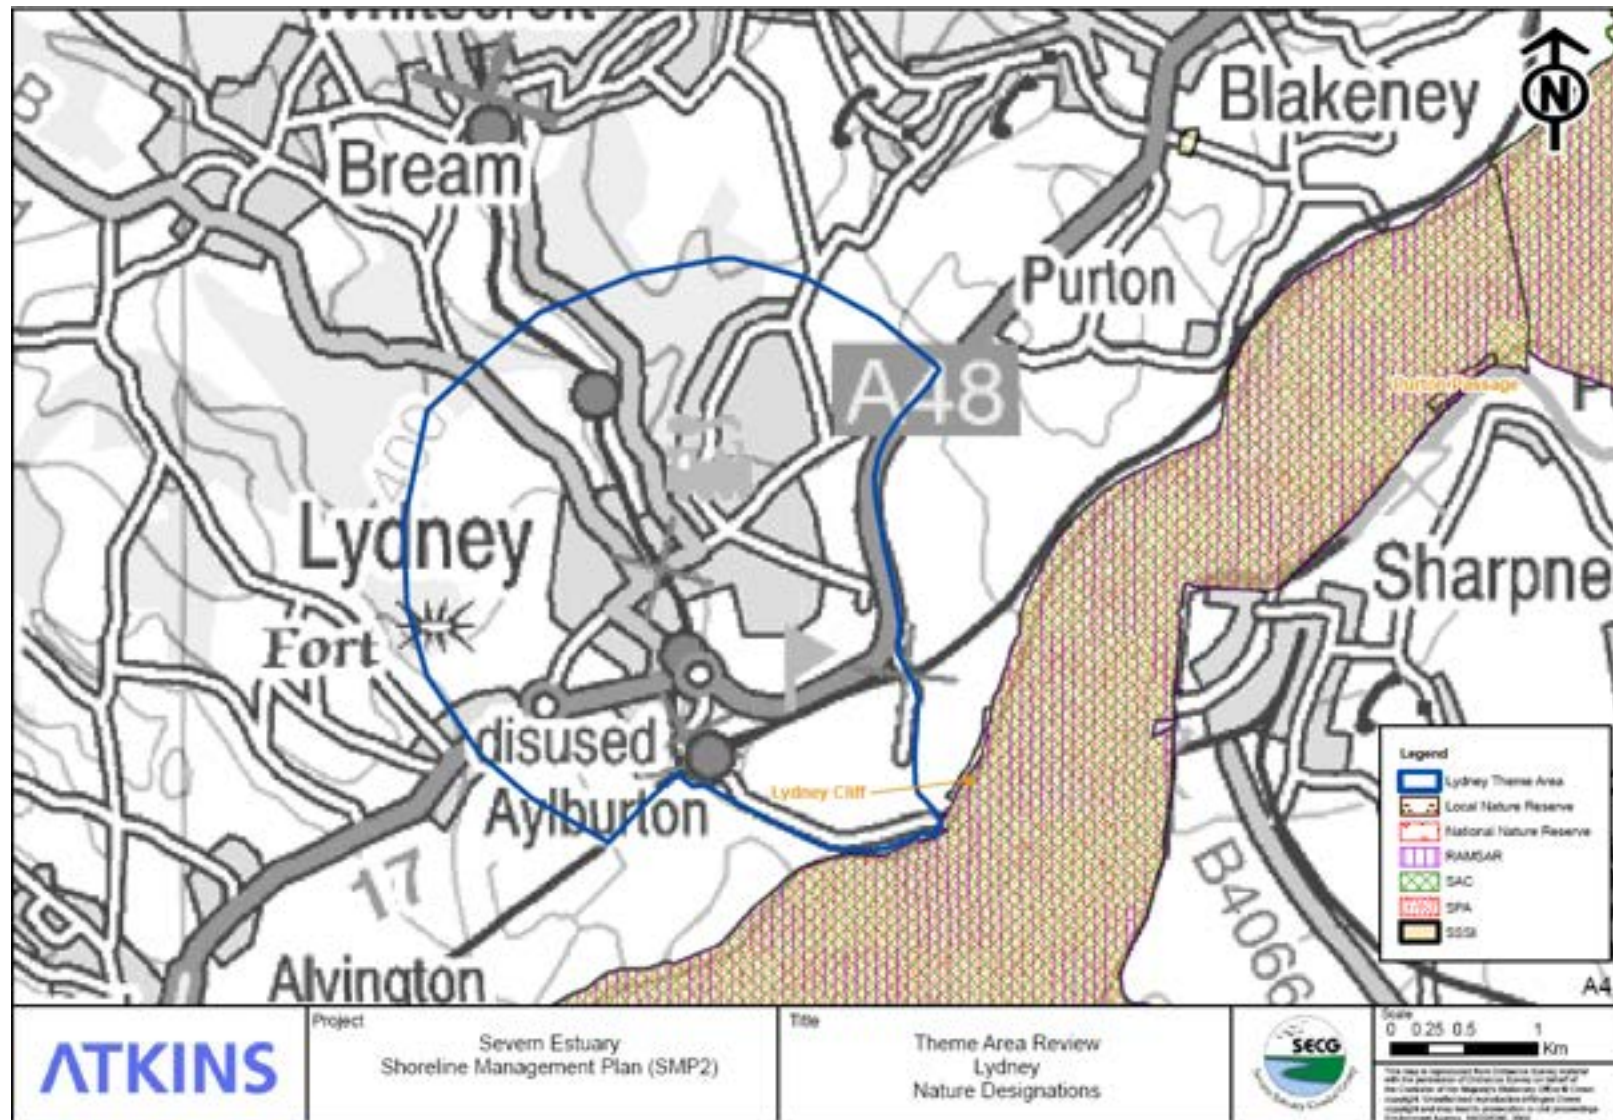 Whitecroft
B
Blakeney
N
Bream
Purton
A48
Purton Passage
A40
Lydney
Sharpne
Fort
disused
Lydney Cliff
Aylburton
17
B4066
Alvington
A4
Legend
Lydney Theme Area
Local Nature Reserve
National Nature Reserve
RAMSAR
SAC
SPA
SSSI
ATKINS
Project
Severn Estuary
Shoreline Management Plan (SMP2)
Title
Theme Area Review
Lydney
Nature Designations
SECG
Scale
0 0.25 0.5 1
Km